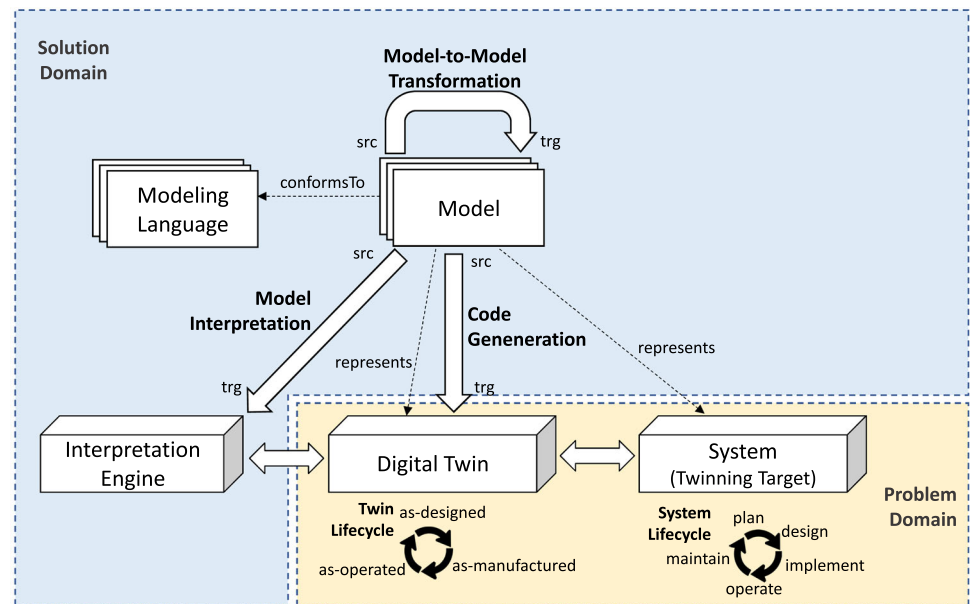 Solution
Domain
Model-to-Model
Transformation
src
trg
Modeling
Language
conformsTo
Model
src
src
Model
Interpretation
Code
Geneneration
represents
represents
trg
trg
Interpretation
Engine
Digital Twin
System
(Twinning Target)
Problem
Domain
Twin
Lifecycle
as-designed
as-manufactured
as-operated
System
Lifecycle
plan
design
implement
operate
maintain